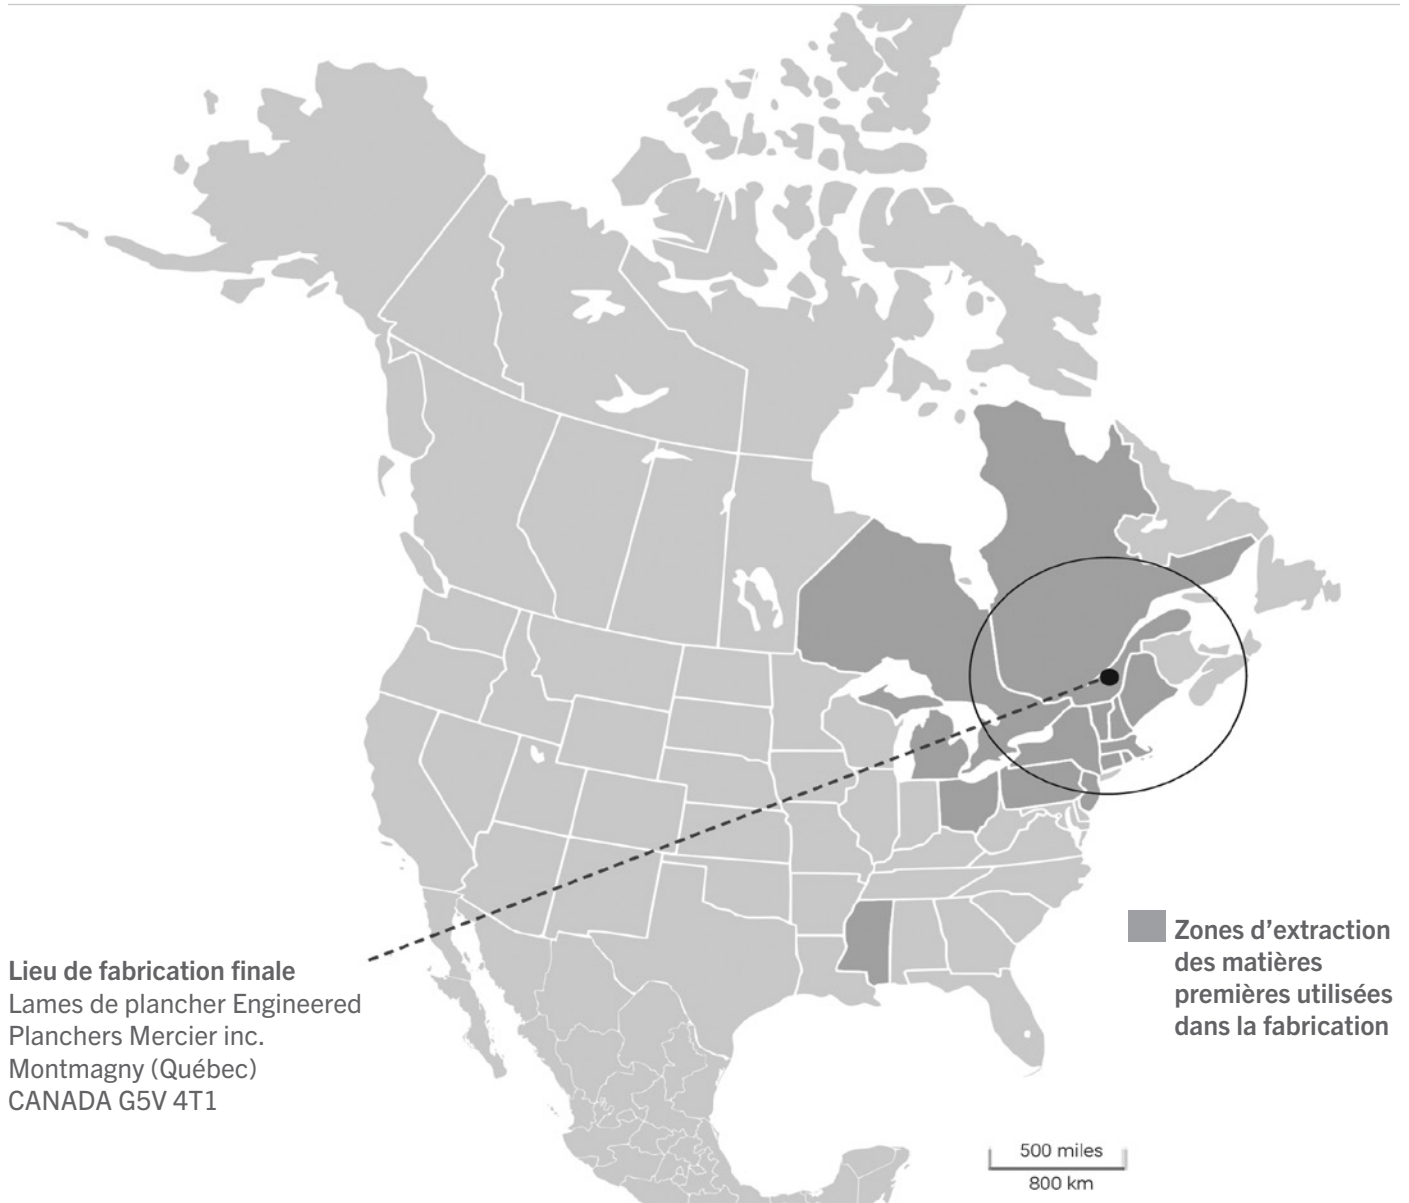 Lieu de fabrication finale
Lames de plancher Engineered
Planchers Mercier inc.
Montmagny (Québec)
CANADA G5V 4T1
Zones d’extraction
des matières
premières utilisées
dans la fabrication
500 miles
800 km